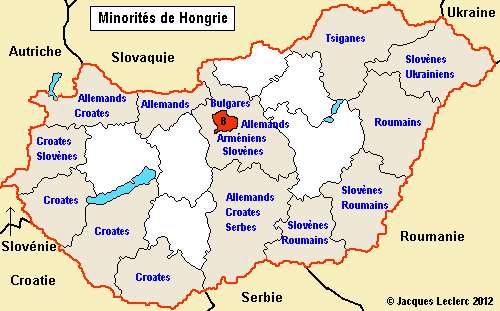 Minorités de Hongrie
Ukraine
Autriche
Slovaquie
Tsiganes
Slovènes
Ukrainiens
Allemands
Croates
Allemands
Bulgares
B
Allemands
Arméniens
Slovènes
Roumains
Croates
Slovènes
Croates
Allemands
Croates
Serbes
Slovènes
Roumains
Croates
Slovènes
Roumains
Croates
Slovénie
Roumanie
Croatie
Serbie
© Jacques Leclerc 2012